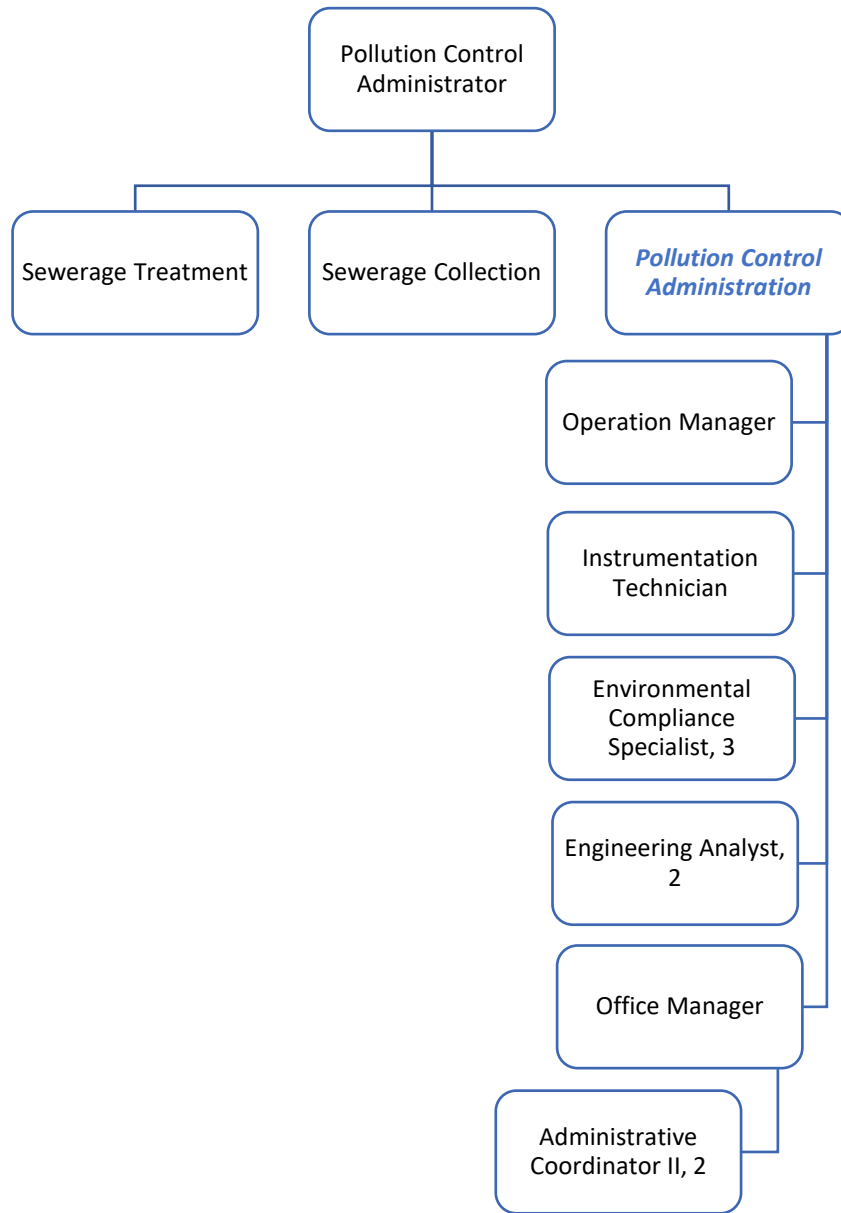 Pollution Control
Administrator
Sewerage Treatment
Sewerage Collection
Pollution Control
Administration
Operation Manager
Instrumentation
Technician
Environmental
Compliance
Specialist, 3
Engineering Analyst,
2
Office Manager
Administrative
Coordinator II, 2